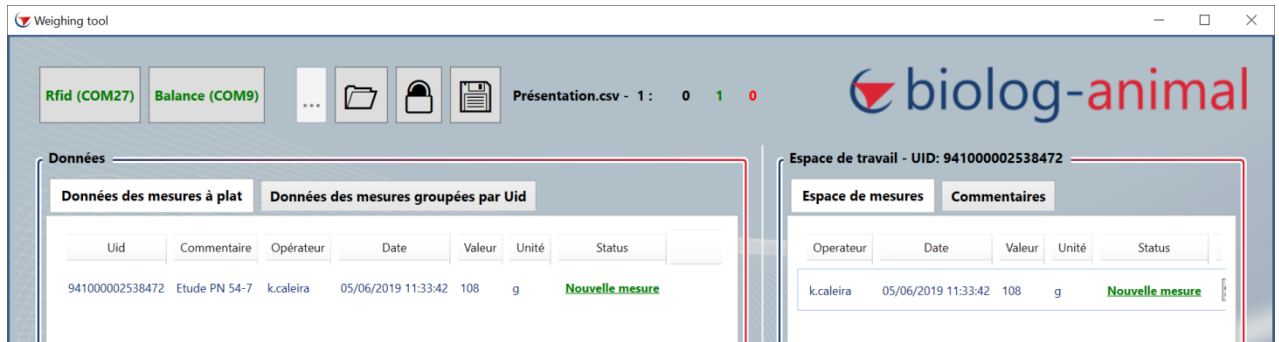 Weighing tool
Rfid (COM27) Balance (COM9) ... Présentation.csv - 1 : 0 1 0
biolog-animal
Données
Données des mesures à plat Données des mesures groupées par Uid
Uid Commentaire Opérateur Date Valeur Unité Status
941000002538472 Etude PN 54-7 k.caleira 05/06/2019 11:33:42 108 g Nouvelle mesure
Espace de travail - UID: 941000002538472
Espace de mesures Commentaires
Operateur Date Valeur Unité Status
k.caleira 05/06/2019 11:33:42 108 g Nouvelle mesure